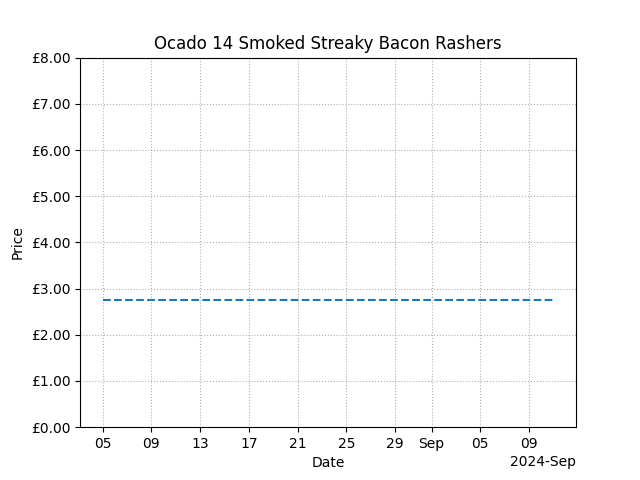 Ocado 14 Smoked Streaky Bacon Rashers
£8.00
£7.00
£6.00
£5.00
£4.00
£3.00
£2.00
£1.00
£0.00
Price
05 09 13 17 21 25 29 Sep 05 09
Date
2024-Sep